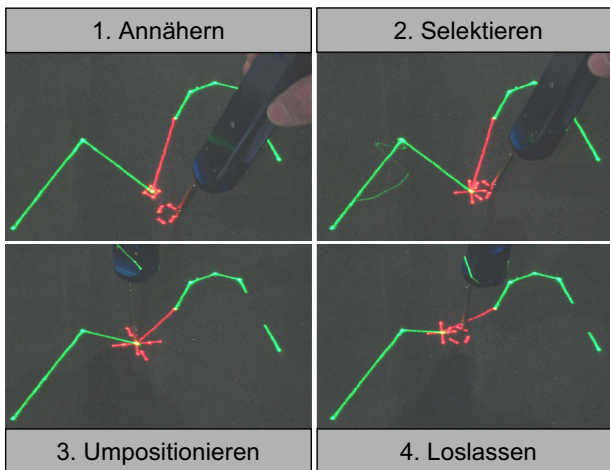 1. Annähern
2. Selektieren
3. Umpositionieren
4. Loslassen